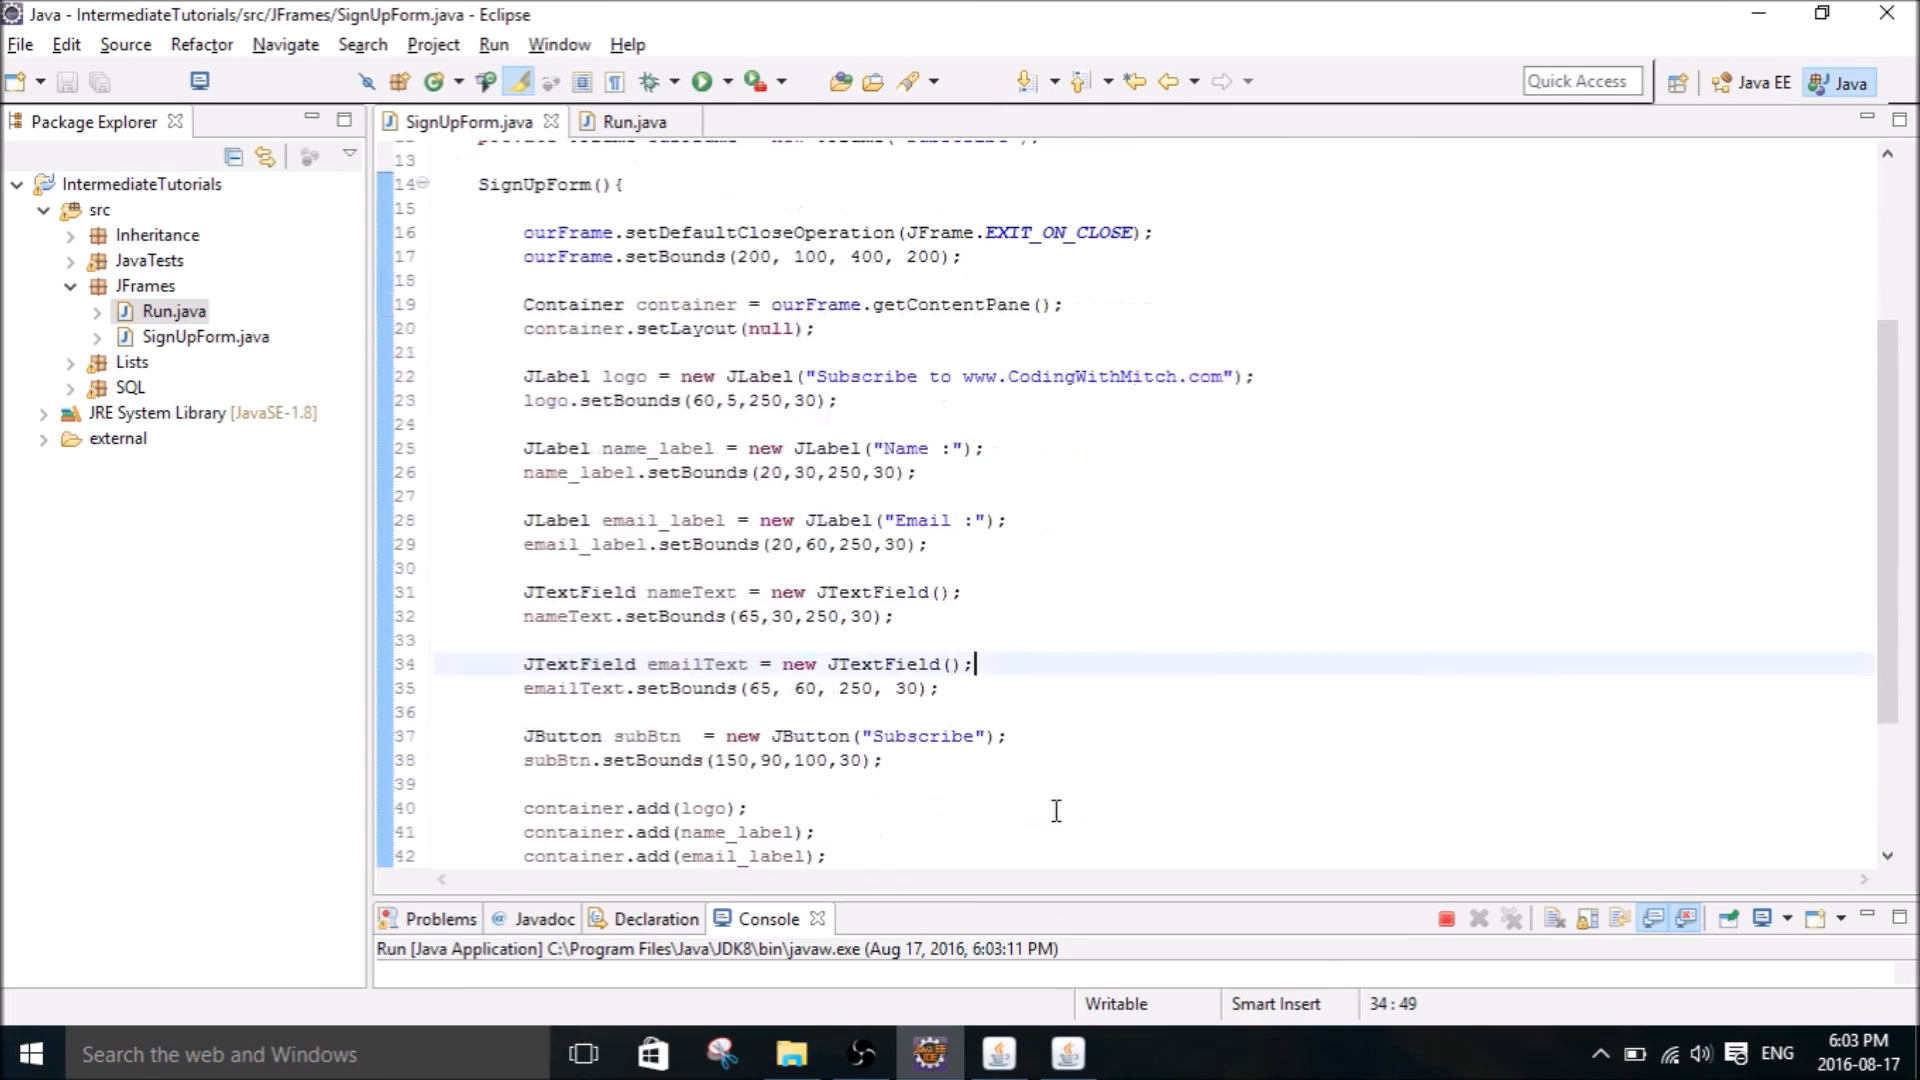 Java - IntermediateTutorials/src/JFrames/SignUpForm.java - Eclipse
File Edit Source Refactor Navigate Search Project Run Window Help
Quick Access Java EE Java
Package Explorer
SignUpForm.java Run.java
IntermediateTutorials
src
Inheritance
JavaTests
JFrames
Run.java
SignUpForm.java
Lists
SQL
JRE System Library [JavaSE-1.8]
external
13
14 SignUpForm(){
15
16 ourFrame.setDefaultCloseOperation(JFrame.EXIT_ON_CLOSE);
17 ourFrame.setBounds(200, 100, 400, 200);
18
19 Container container = ourFrame.getContentPane();
20 container.setLayout(null);
21
22 JLabel logo = new JLabel("Subscribe to www.CodingWithMitch.com");
23 logo.setBounds(60,5,250,30);
24
25 JLabel name_label = new JLabel("Name :");
26 name_label.setBounds(20,30,250,30);
27
28 JLabel email_label = new JLabel("Email :");
29 email_label.setBounds(20,60,250,30);
30
31 JTextField nameText = new JTextField();
32 nameText.setBounds(65,30,250,30);
33
34 JTextField emailText = new JTextField();
35 emailText.setBounds(65, 60, 250, 30);
36
37 JButton subBtn  = new JButton("Subscribe");
38 subBtn.setBounds(150,90,100,30);
39
40 container.add(logo);
41 container.add(name_label);
42 container.add(email_label);
Problems Javadoc Declaration Console
Run [Java Application] C:\Program Files\Java\JDK8\bin\javaw.exe (Aug 17, 2016, 6:03:11 PM)
Writable Smart Insert 34 : 49
Search the web and Windows
ENG
6:03 PM
2016-08-17